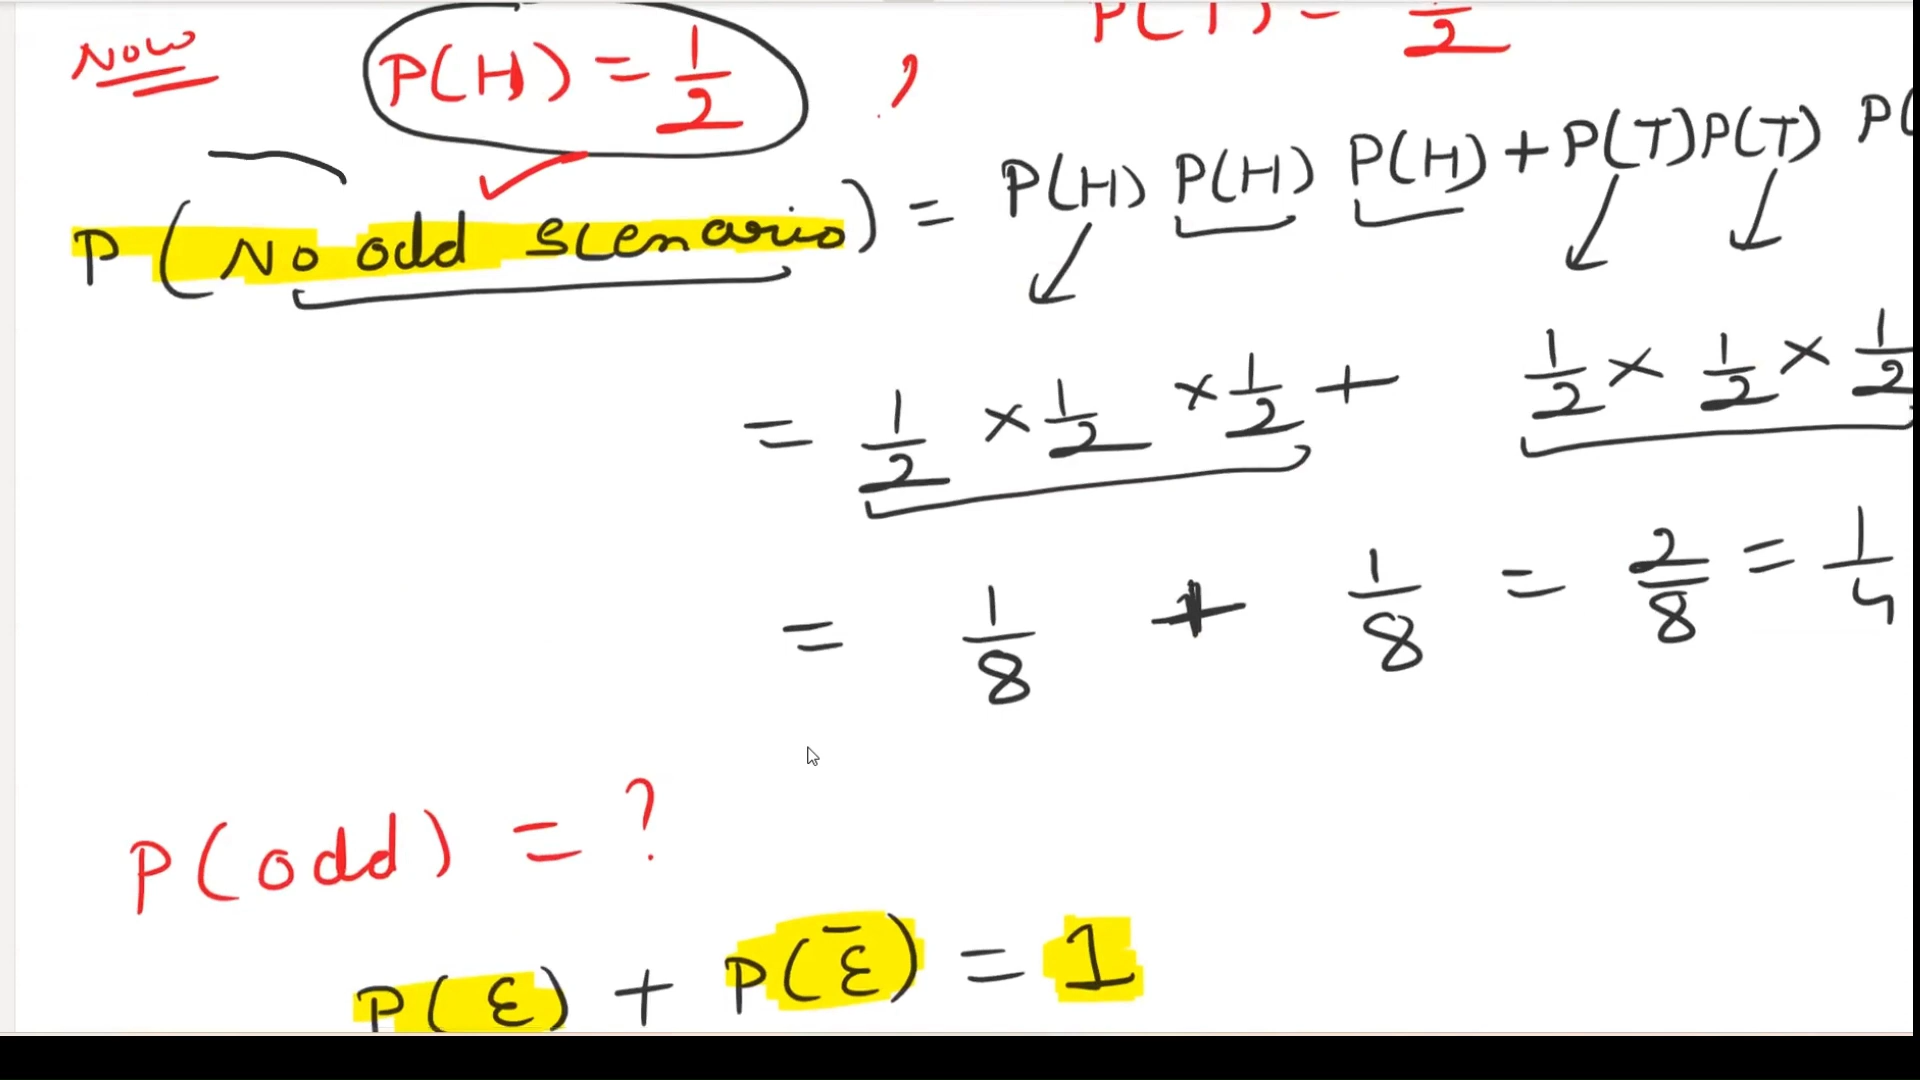 Now P(H) = 1/2 , P(T) = 1/2
P(No odd scenario) = P(H) P(H) P(H) + P(T) P(T) P(
= 1/2 × 1/2 × 1/2 + 1/2 × 1/2 × 1/2
= 1/8 + 1/8 = 2/8 = 1/4
P(odd) = ?
P(ε) + P(ε̄) = 1